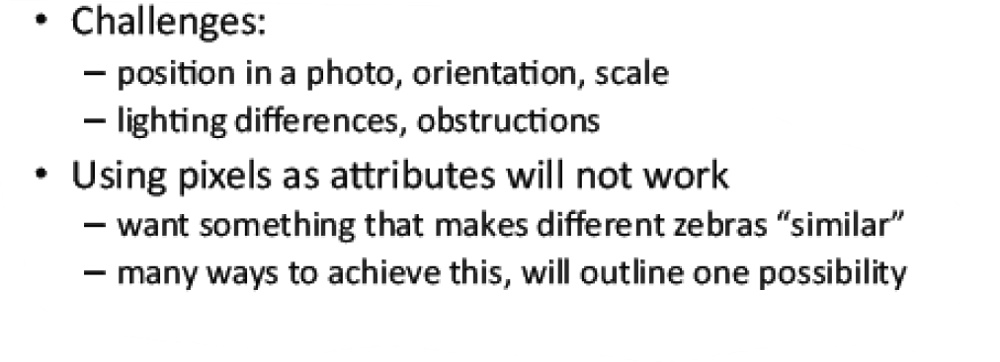 • Challenges:
– position in a photo, orientation, scale
– lighting differences, obstructions
• Using pixels as attributes will not work
– want something that makes different zebras “similar”
– many ways to achieve this, will outline one possibility